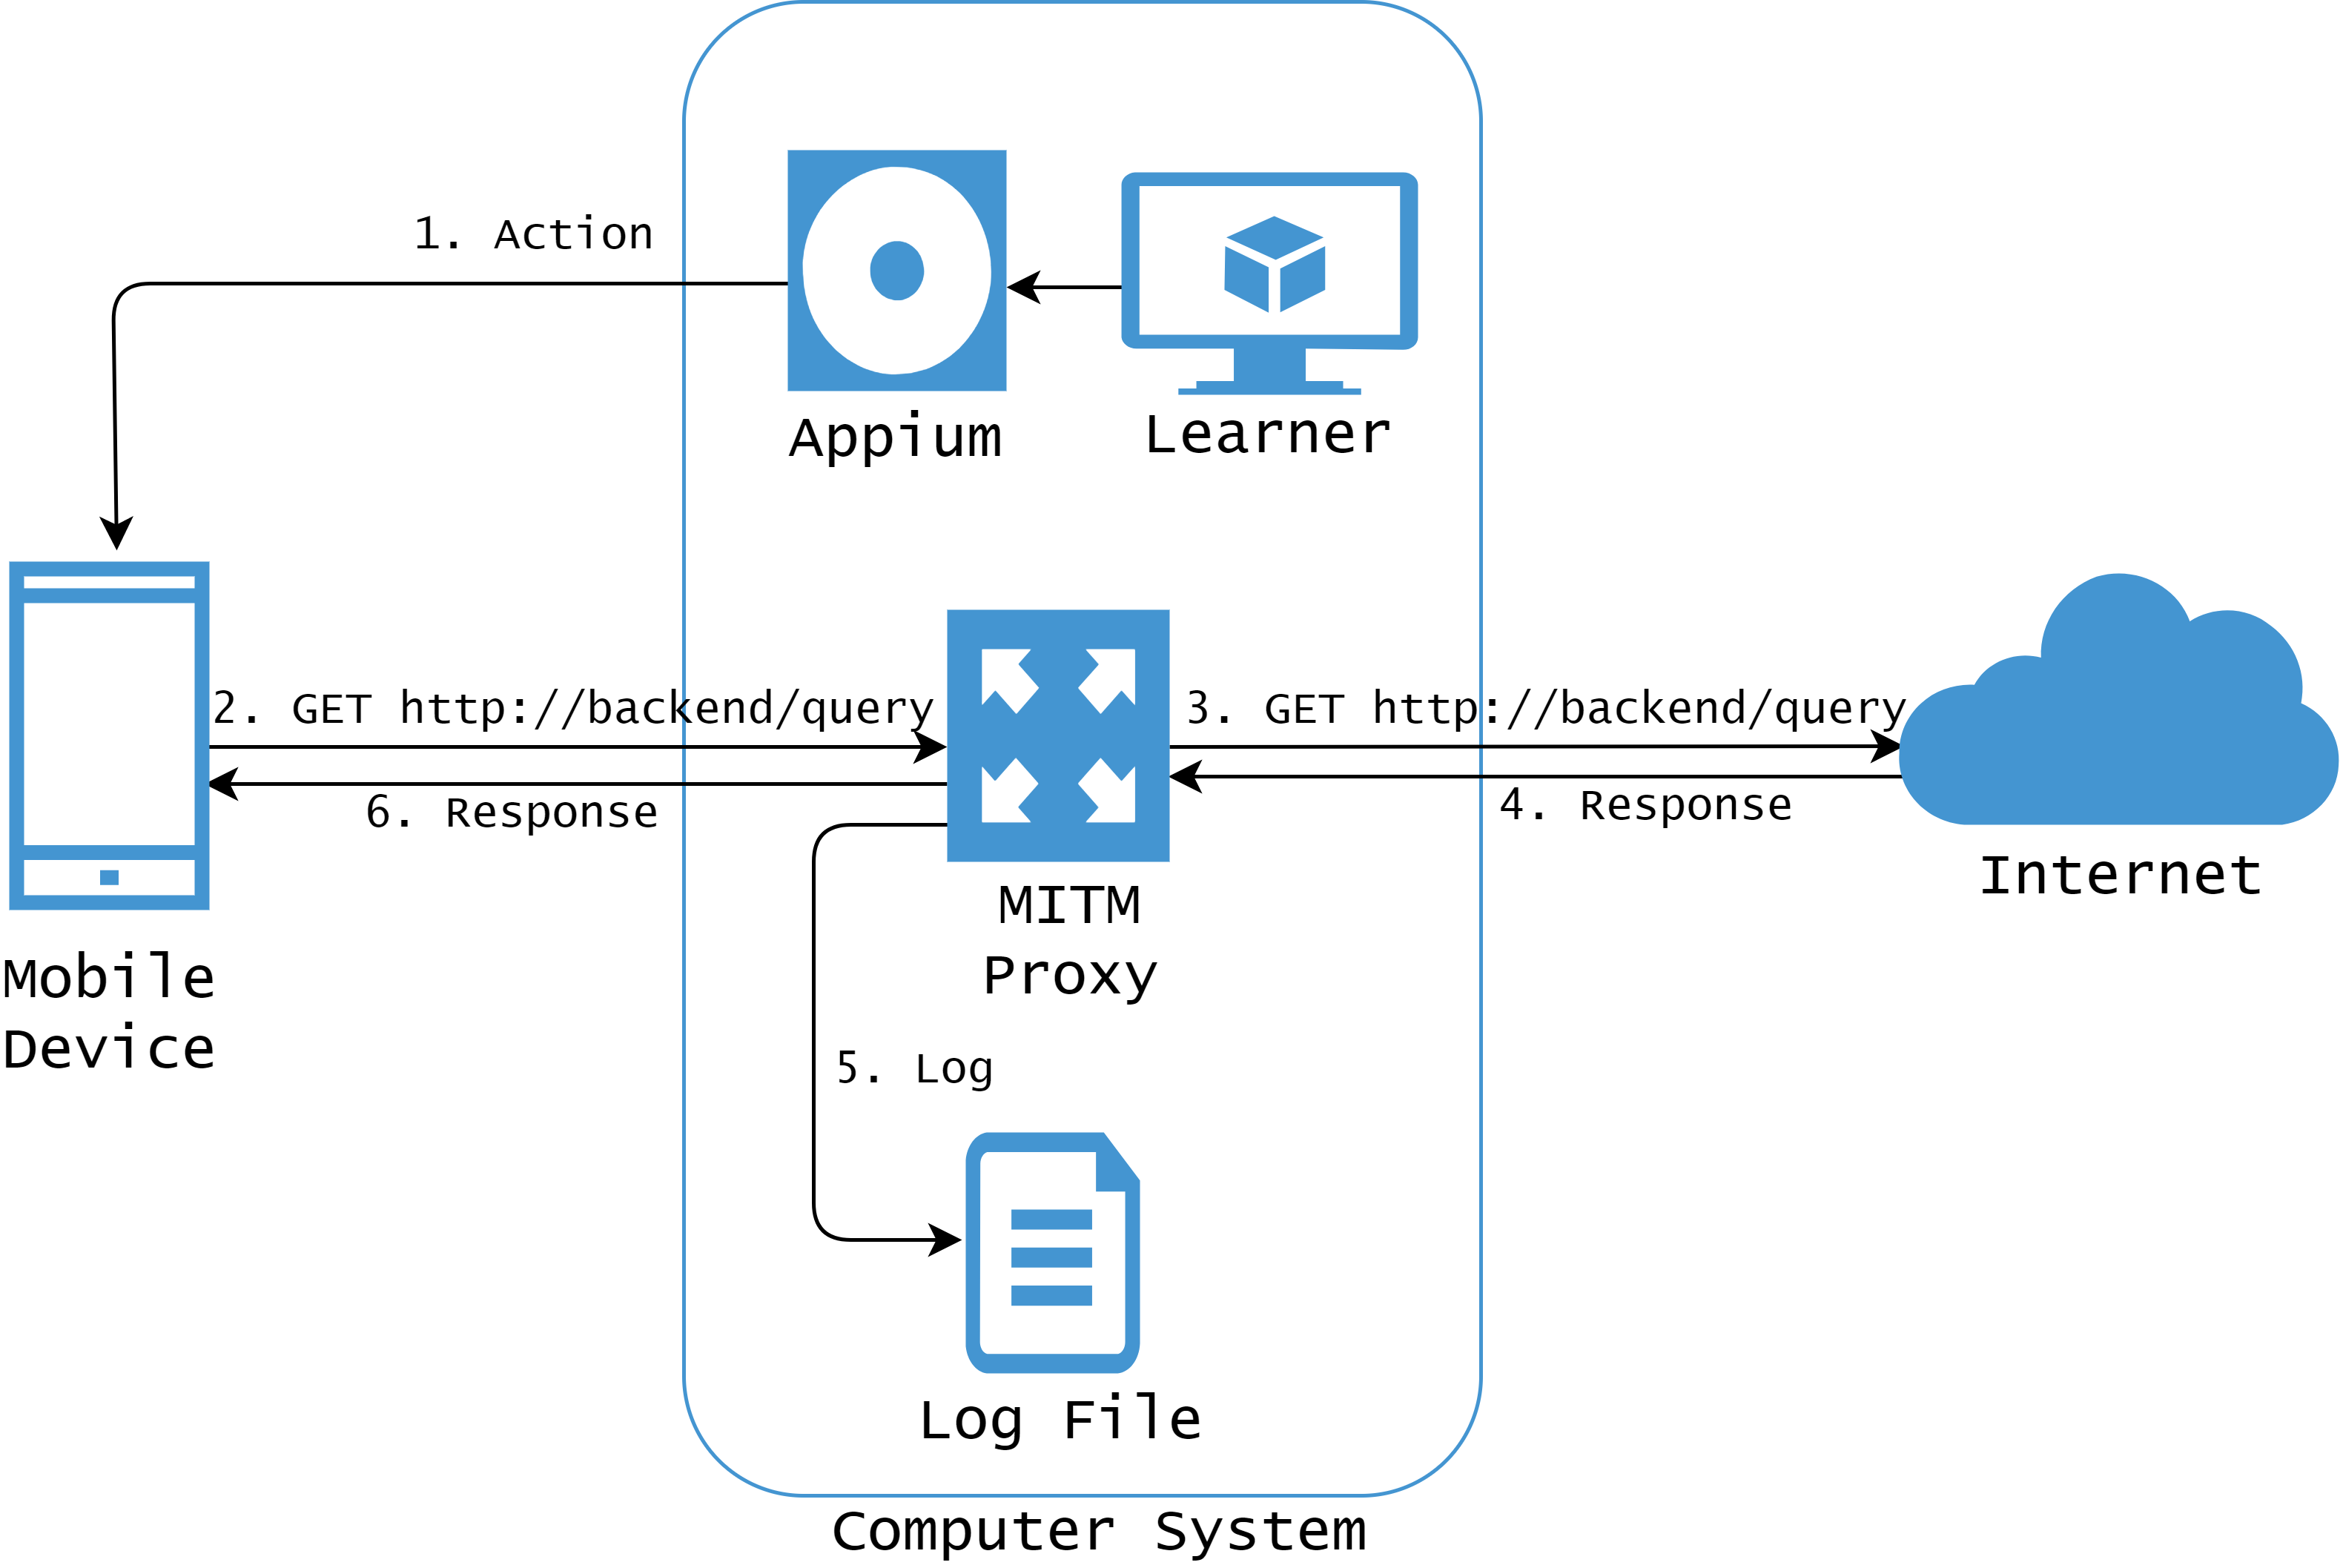 1. Action
Appium
Learner
2. GET http://backend/query
3. GET http://backend/query
6. Response
4. Response
Internet
MITM
Proxy
Mobile
Device
5. Log
Log File
Computer System